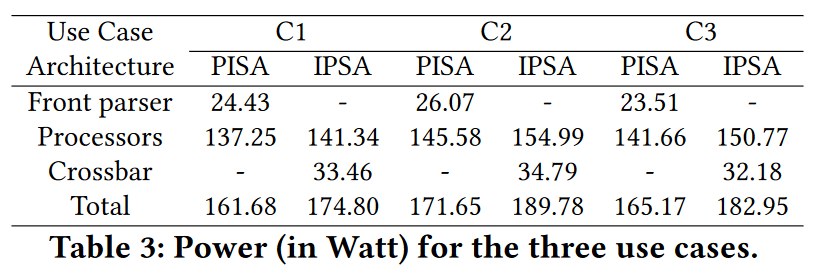 Use Case C1 C2 C3
Architecture PISA IPSA PISA IPSA PISA IPSA
Front parser 24.43 - 26.07 - 23.51 -
Processors 137.25 141.34 145.58 154.99 141.66 150.77
Crossbar - 33.46 - 34.79 - 32.18
Total 161.68 174.80 171.65 189.78 165.17 182.95
Table 3: Power (in Watt) for the three use cases.